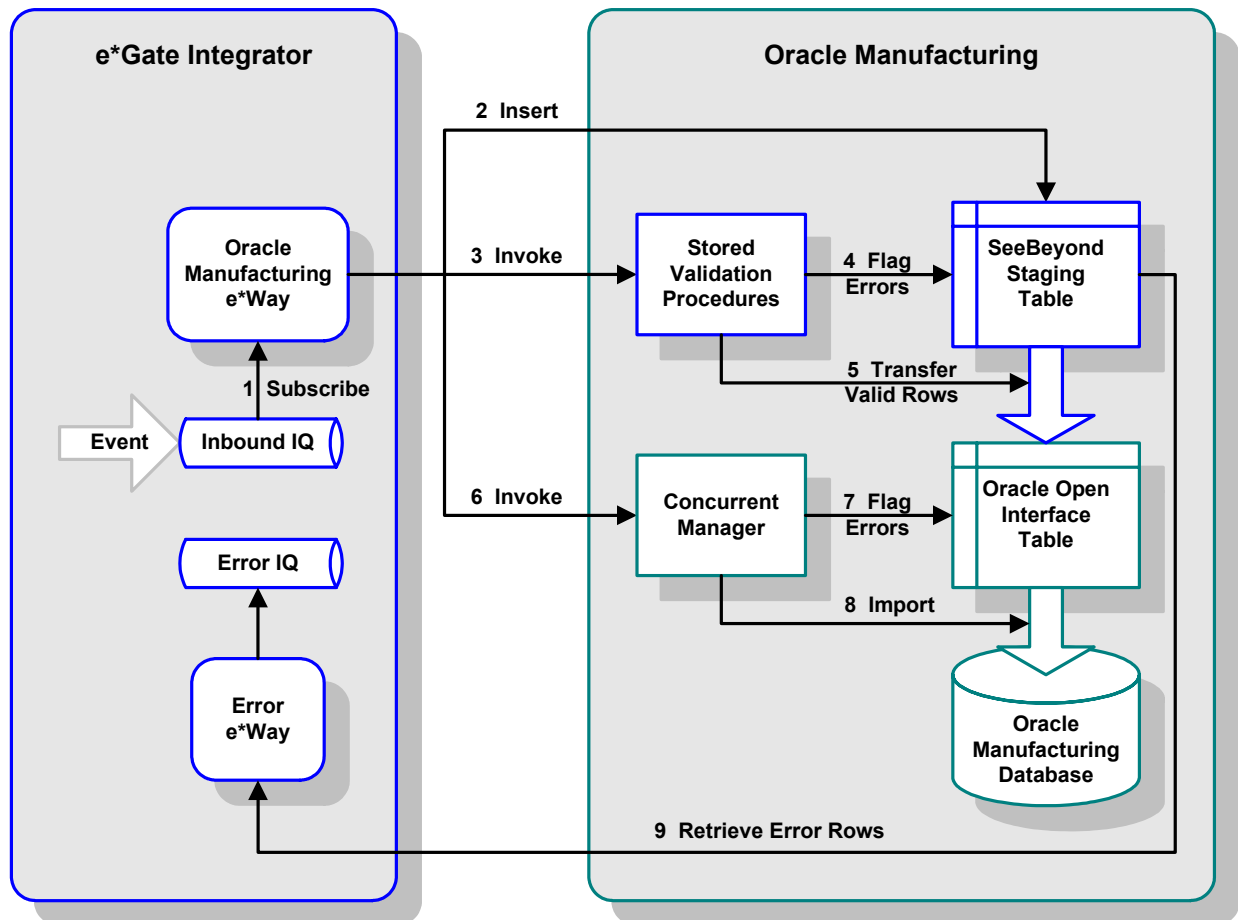 e*Gate Integrator
Oracle Manufacturing
2 Insert
Oracle
Manufacturing
e*Way
3 Invoke
Stored
Validation
Procedures
4 Flag
Errors
SeeBeyond
Staging
Table
1 Subscribe
5 Transfer
Valid Rows
Event
Inbound IQ
6 Invoke
Concurrent
Manager
7 Flag
Errors
Oracle Open
Interface
Table
Error IQ
8 Import
Error
e*Way
Oracle
Manufacturing
Database
9 Retrieve Error Rows